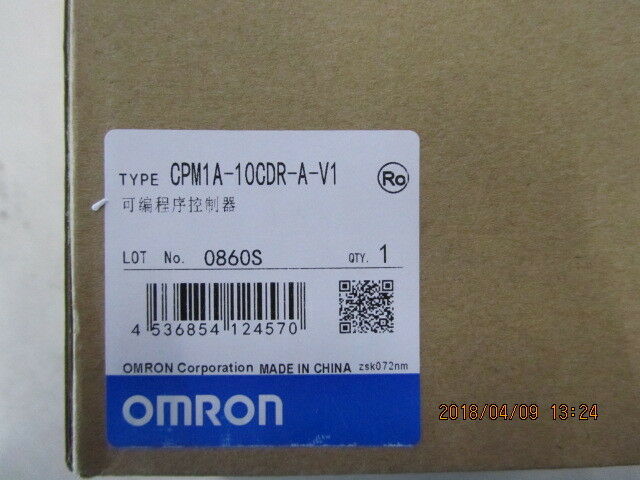 TYPE CPM1A-10CDR-A-V1 Ro
可编程序控制器
LOT No. 0860S QTY. 1
4 536854 124570
OMRON Corporation MADE IN CHINA zsk072nm
OMRON
2018/04/09 13:24